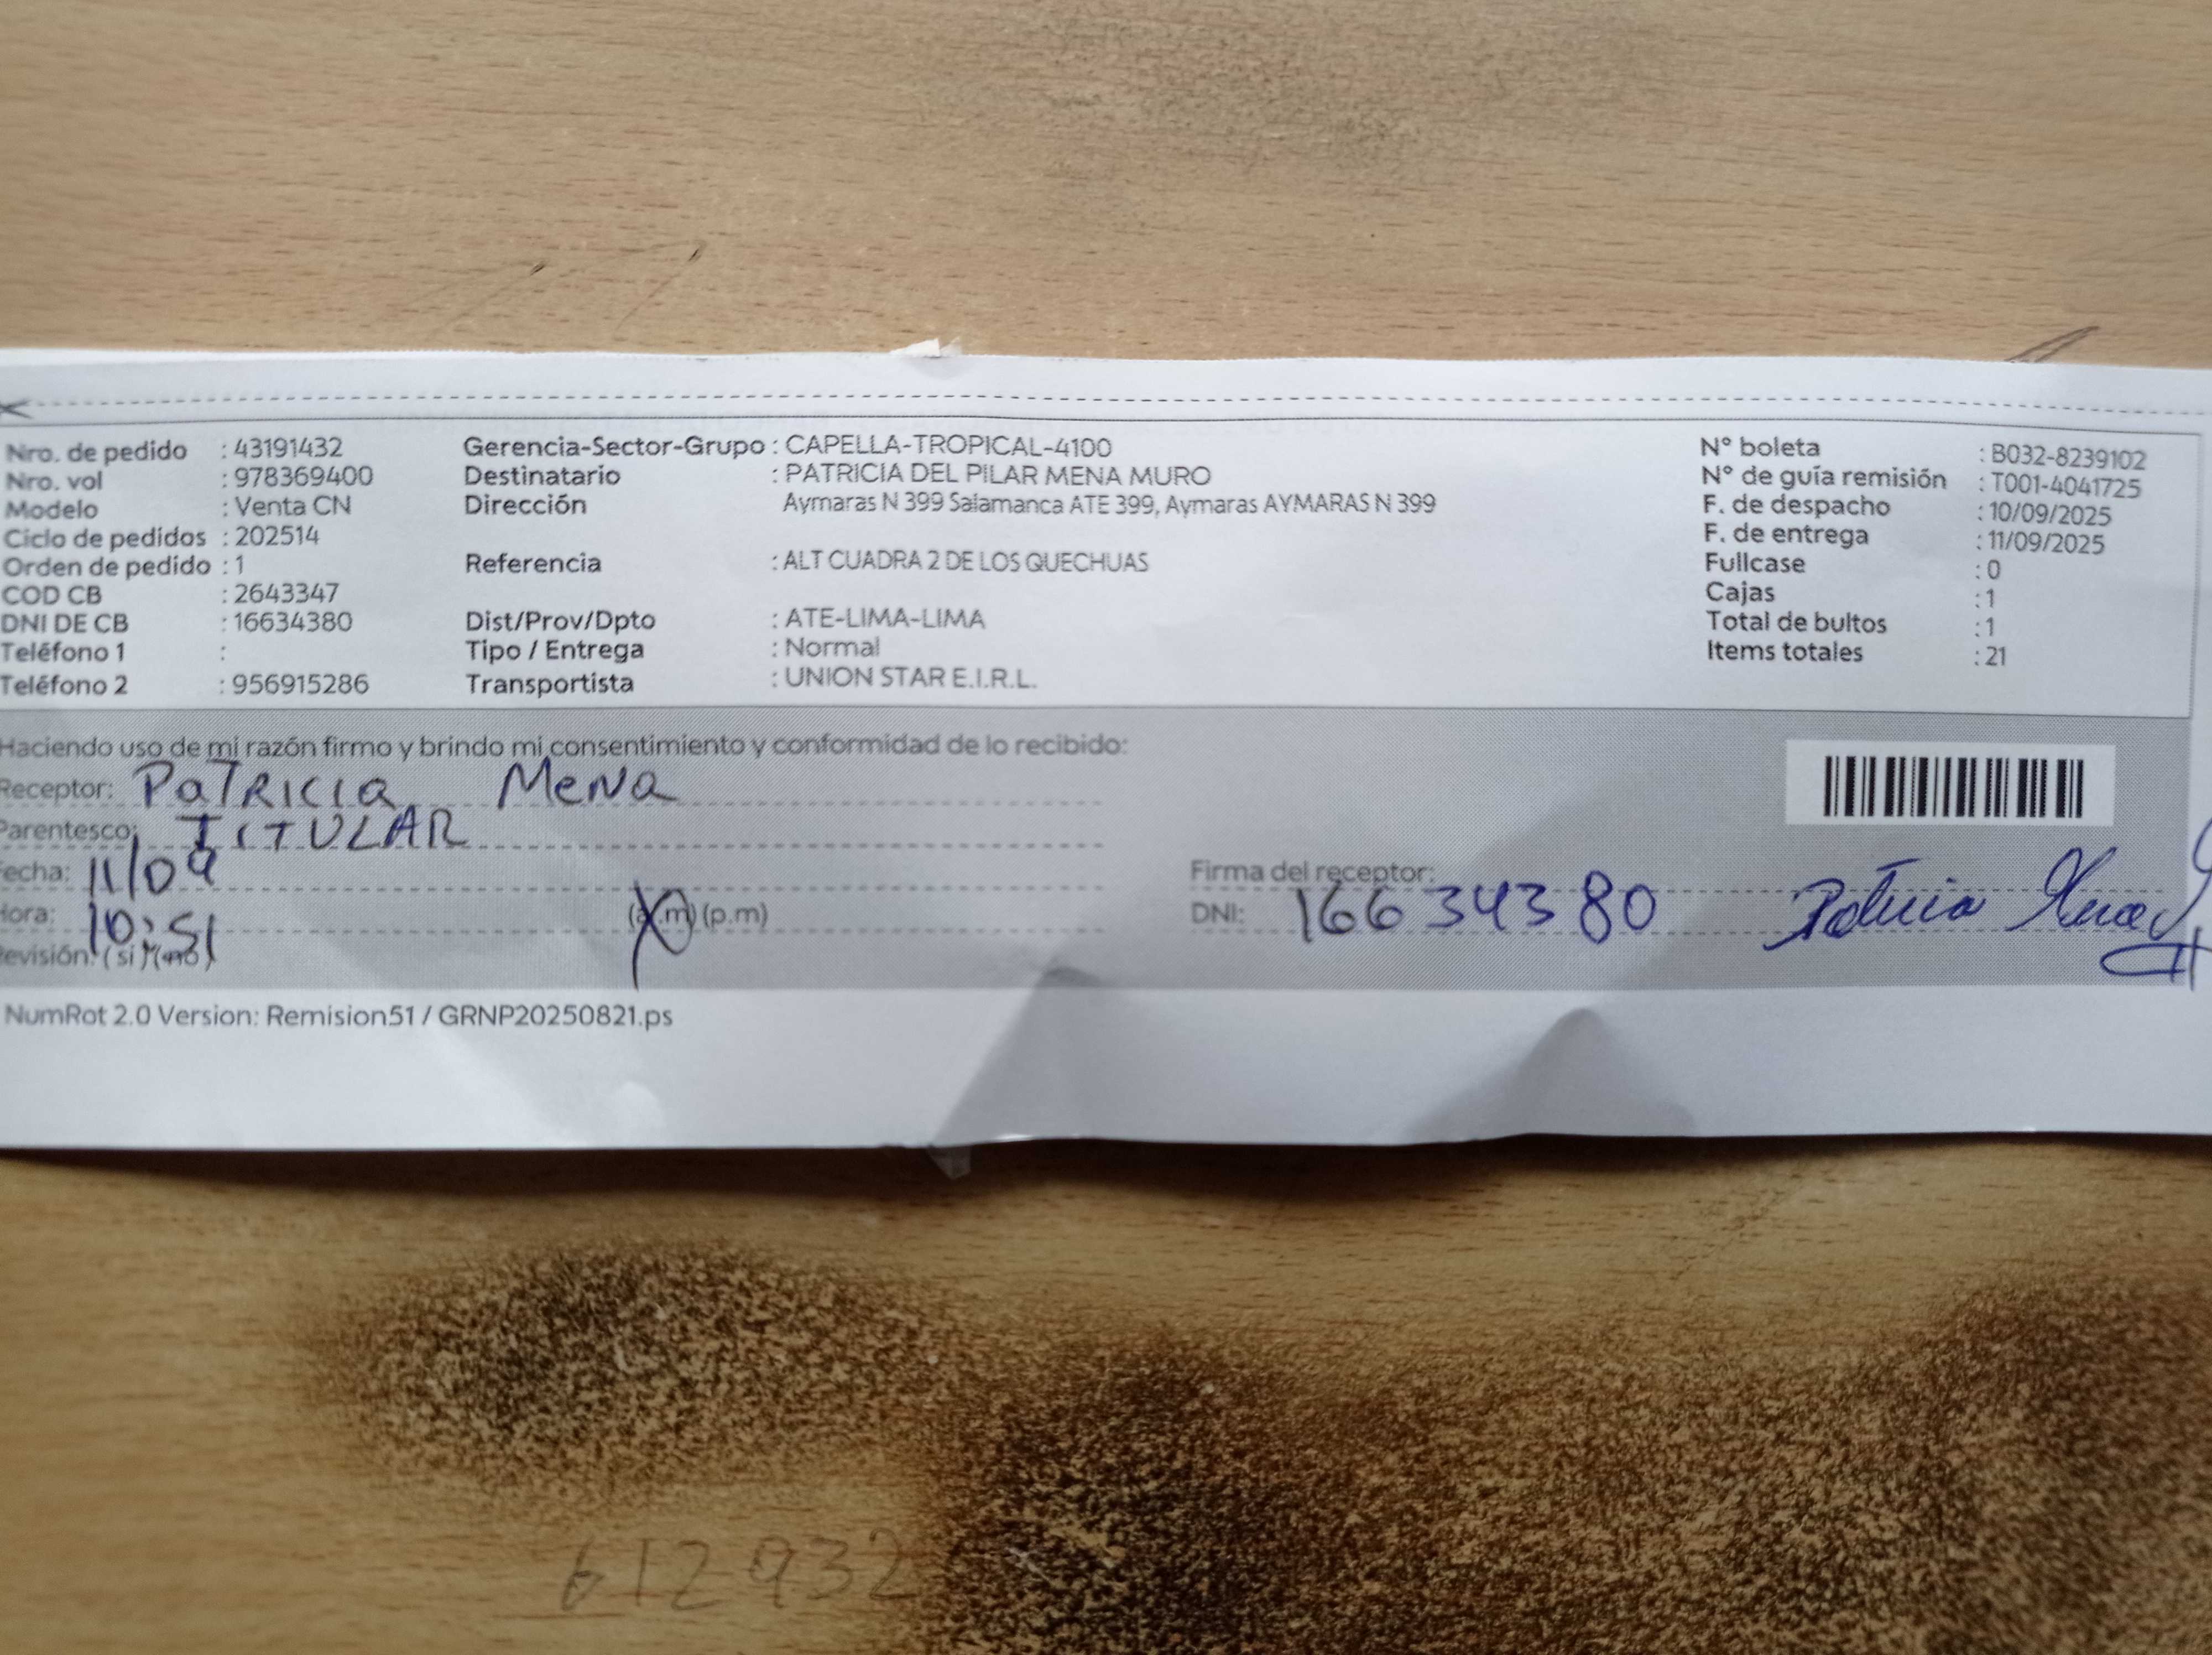 Nro. de pedido : 43191432 Gerencia-Sector-Grupo : CAPELLA-TROPICAL-4100 N° boleta : B032-8239102
Nro. vol : 978369400 Destinatario : PATRICIA DEL PILAR MENA MURO N° de guía remisión : T001-4041725
Modelo : Venta CN Dirección Aymaras N 399 Salamanca ATE 399, Aymaras AYMARAS N 399 F. de despacho : 10/09/2025
Ciclo de pedidos : 202514 F. de entrega : 11/09/2025
Orden de pedido : 1 Referencia : ALT CUADRA 2 DE LOS QUECHUAS Fullcase : 0
COD CB : 2643347 Cajas : 1
DNI DE CB : 16634380 Dist/Prov/Dpto : ATE-LIMA-LIMA Total de bultos : 1
Teléfono 1 : Tipo / Entrega : Normal Items totales : 21
Teléfono 2 : 956915286 Transportista : UNION STAR E.I.R.L.
Haciendo uso de mi razón firmo y brindo mi consentimiento y conformidad de lo recibido:
Receptor: PaTRICIa Mena
Parentesco: TITULAR
Fecha: 11/09 Firma del receptor:
Hora: 10:51 (a.m) (p.m) DNI: 16634380 Patricia Mena
Revisión: (si) (no)
NumRot 2.0 Version: Remision51 / GRNP20250821.ps
612932